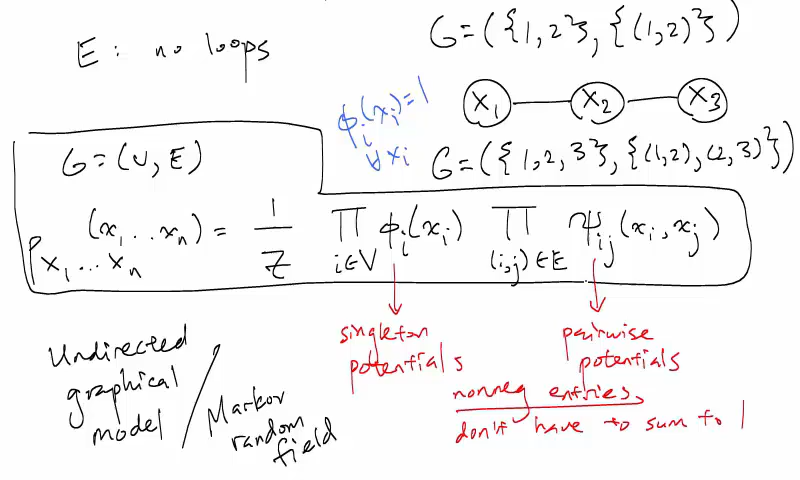 E: no loops
G=({1,2},{(1,2)})
X1 X2 X3
ϕi(xi)=1
∀xi
G=({1,2,3},{(1,2),(2,3)})
G=(V,E)
pX1...Xn(x1..xn) = 1/Z ∏i∈V ϕi(xi) ∏(i,j)∈E ψij(xi,xj)
singleton potentials
pairwise potentials
nonneg entries,
don't have to sum to 1
Undirected
graphical
model /
Markov
random
field